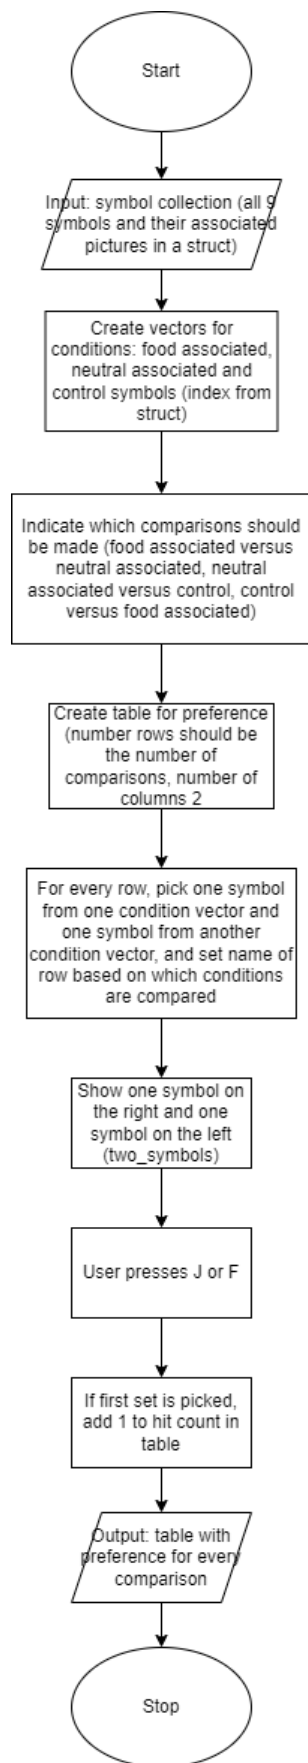 Start
Input: symbol collection (all 9
symbols and their associated
pictures in a struct)
Create vectors for
conditions: food associated,
neutral associated and
control symbols (index from
struct)
Indicate which comparisons should
be made (food associated versus
neutral associated, neutral
associated versus control, control
versus food associated)
Create table for preference
(number rows should be
the number of
comparisons, number of
columns 2
For every row, pick one symbol
from one condition vector and
one symbol from another
condition vector, and set name of
row based on which conditions
are compared
Show one symbol on
the right and one
symbol on the left
(two_symbols)
User presses J or F
If first set is picked,
add 1 to hit count in
table
Output: table with
preference for every
comparison
Stop